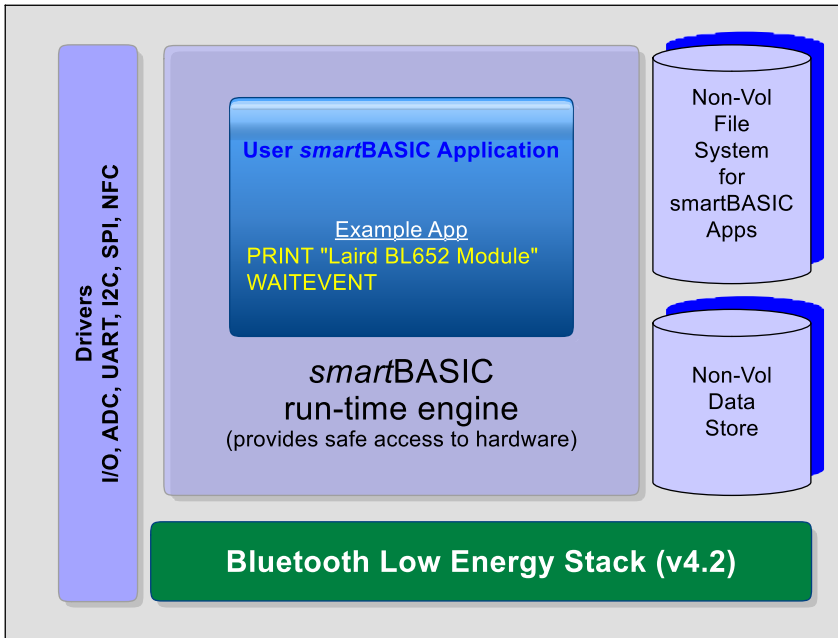 Drivers
I/O, ADC, UART, I2C, SPI, NFC
User smartBASIC Application
Example App
PRINT "Laird BL652 Module"
WAITEVENT
smartBASIC
run-time engine
(provides safe access to hardware)
Non-Vol
File
System
for
smartBASIC
Apps
Non-Vol
Data
Store
Bluetooth Low Energy Stack (v4.2)